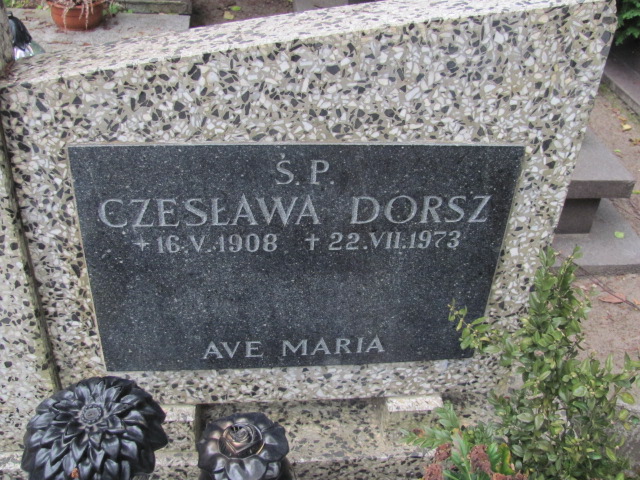 Ś.P.
CZESŁAWA DORSZ
+ 16.V.1908 + 22.VII.1973
AVE MARIA